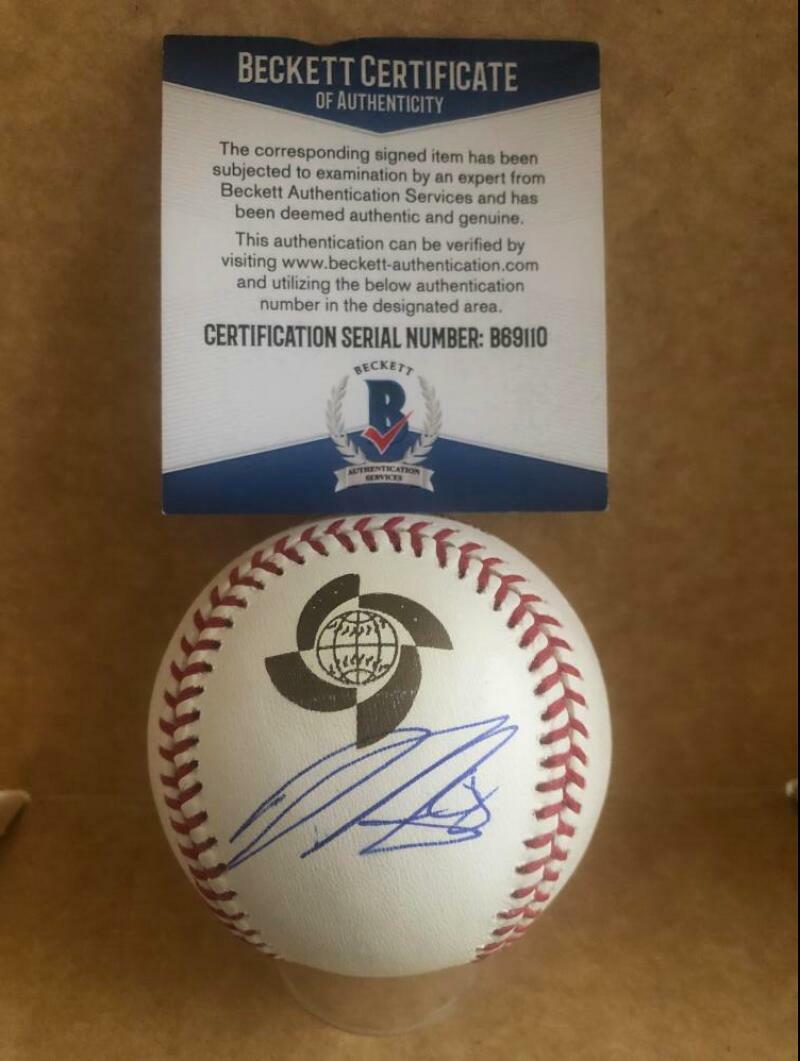 BECKETT CERTIFICATE
OF AUTHENTICITY
The corresponding signed item has been
subjected to examination by an expert from
Beckett Authentication Services and has
been deemed authentic and genuine.
This authentication can be verified by
visiting www.beckett-authentication.com
and utilizing the below authentication
number in the designated area.
CERTIFICATION SERIAL NUMBER: B69110
BECKETT
B
AUTHENTICATION
SERVICES